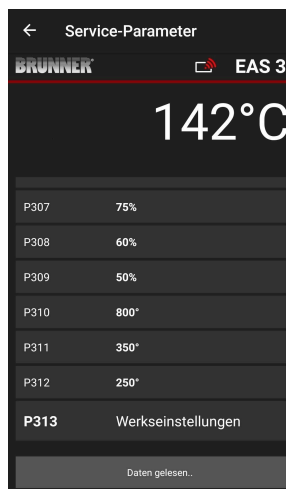 Service-Parameter
BRUNNER EAS 3
142°C
P307 75%
P308 60%
P309 50%
P310 800°
P311 350°
P312 250°
P313 Werkseinstellungen
Daten gelesen..